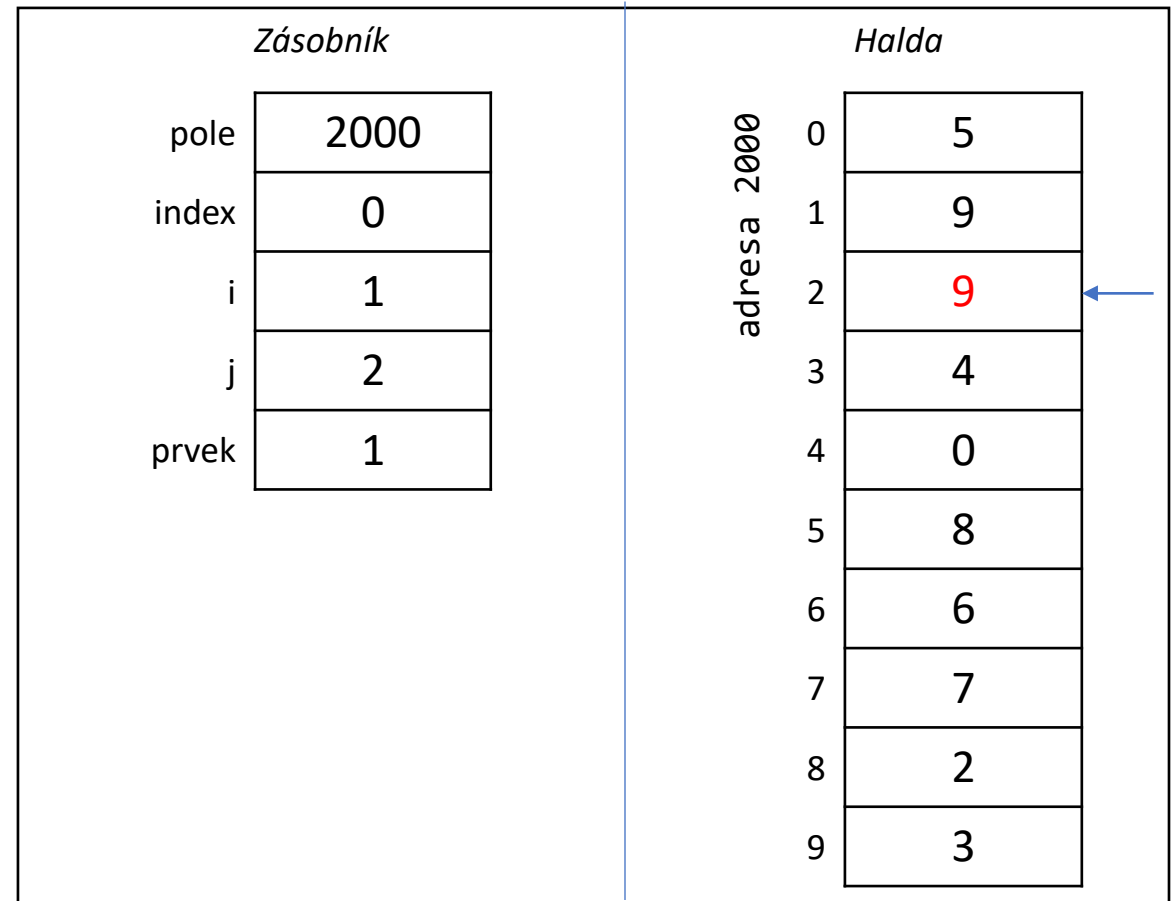 Zásobník
pole 2000
index 0
i 1
j 2
prvek 1
Halda
adresa 2000
0 5
1 9
2 9
3 4
4 0
5 8
6 6
7 7
8 2
9 3